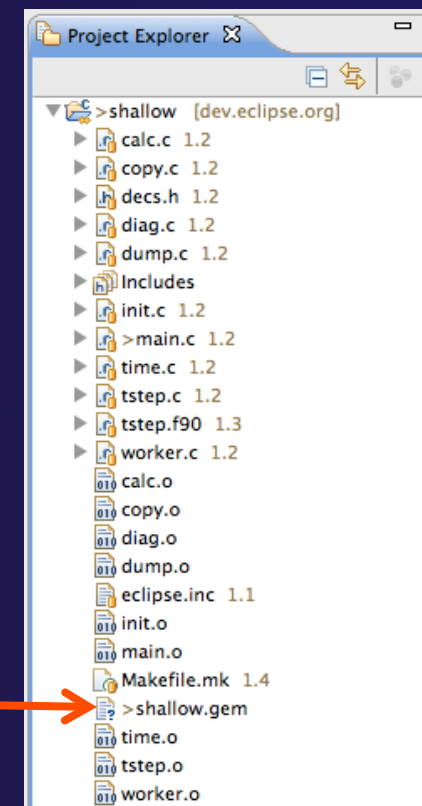 Project Explorer
>shallow [dev.eclipse.org]
calc.c 1.2
copy.c 1.2
decs.h 1.2
diag.c 1.2
dump.c 1.2
Includes
init.c 1.2
>main.c 1.2
time.c 1.2
tstep.c 1.2
tstep.f90 1.3
worker.c 1.2
calc.o
copy.o
diag.o
dump.o
eclipse.inc 1.1
init.o
main.o
Makefile.mk 1.4
>shallow.gem
time.o
tstep.o
worker.o